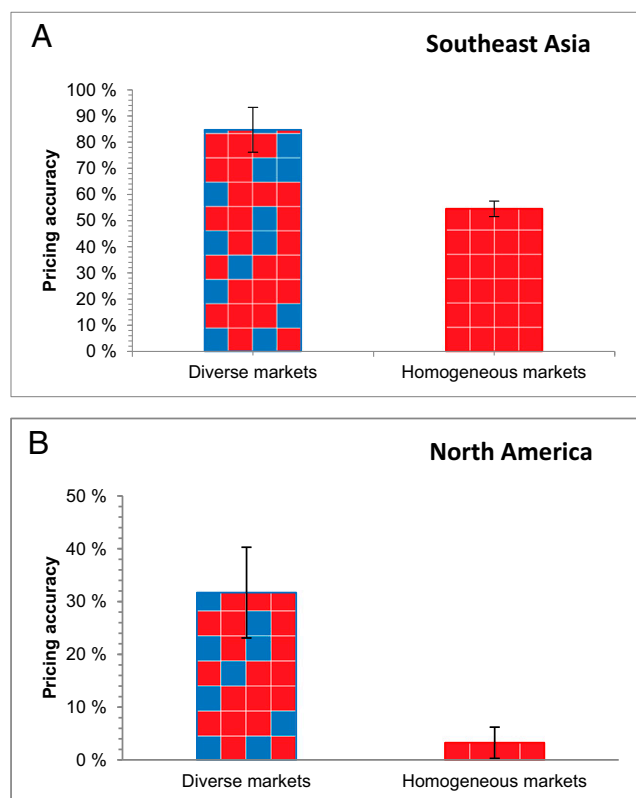 A
Southeast Asia
Pricing accuracy
100 %
90 %
80 %
70 %
60 %
50 %
40 %
30 %
20 %
10 %
0 %
Diverse markets
Homogeneous markets
B
North America
Pricing accuracy
50 %
40 %
30 %
20 %
10 %
0 %
Diverse markets
Homogeneous markets